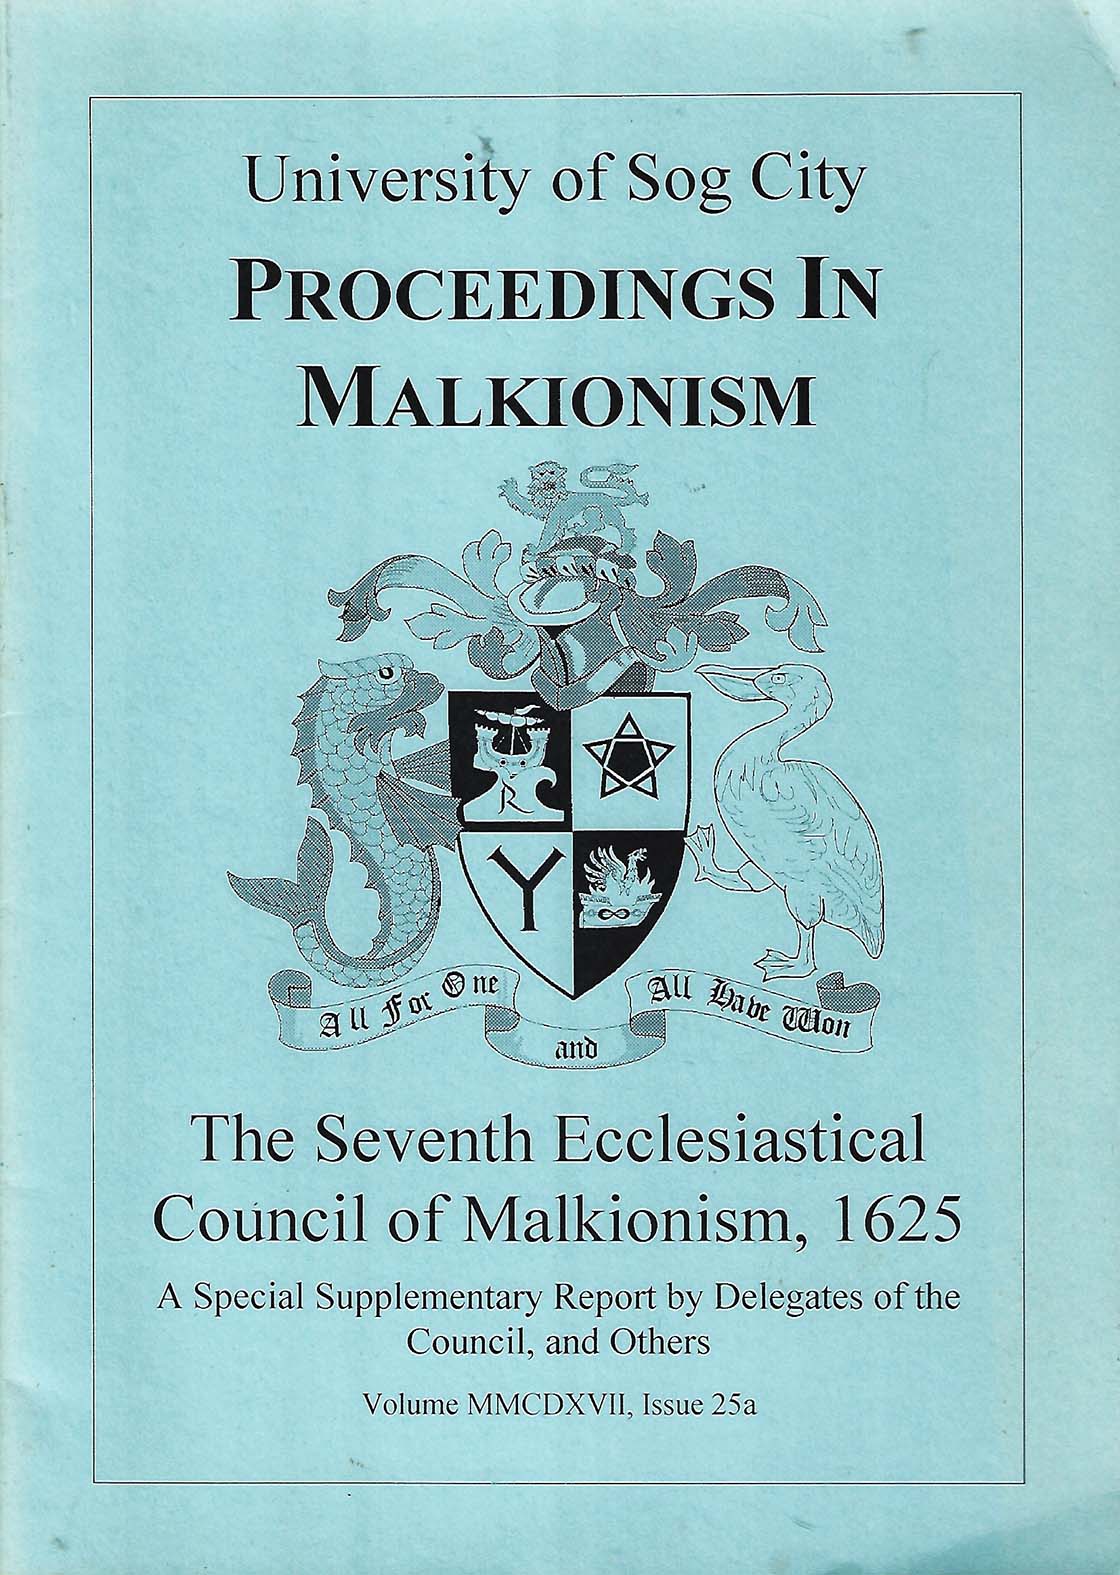 University of Sog City
PROCEEDINGS IN
MALKIONISM
R
Y
All For One
and
All Have Won
The Seventh Ecclesiastical
Council of Malkionism, 1625
A Special Supplementary Report by Delegates of the
Council, and Others
Volume MMCDXVII, Issue 25a